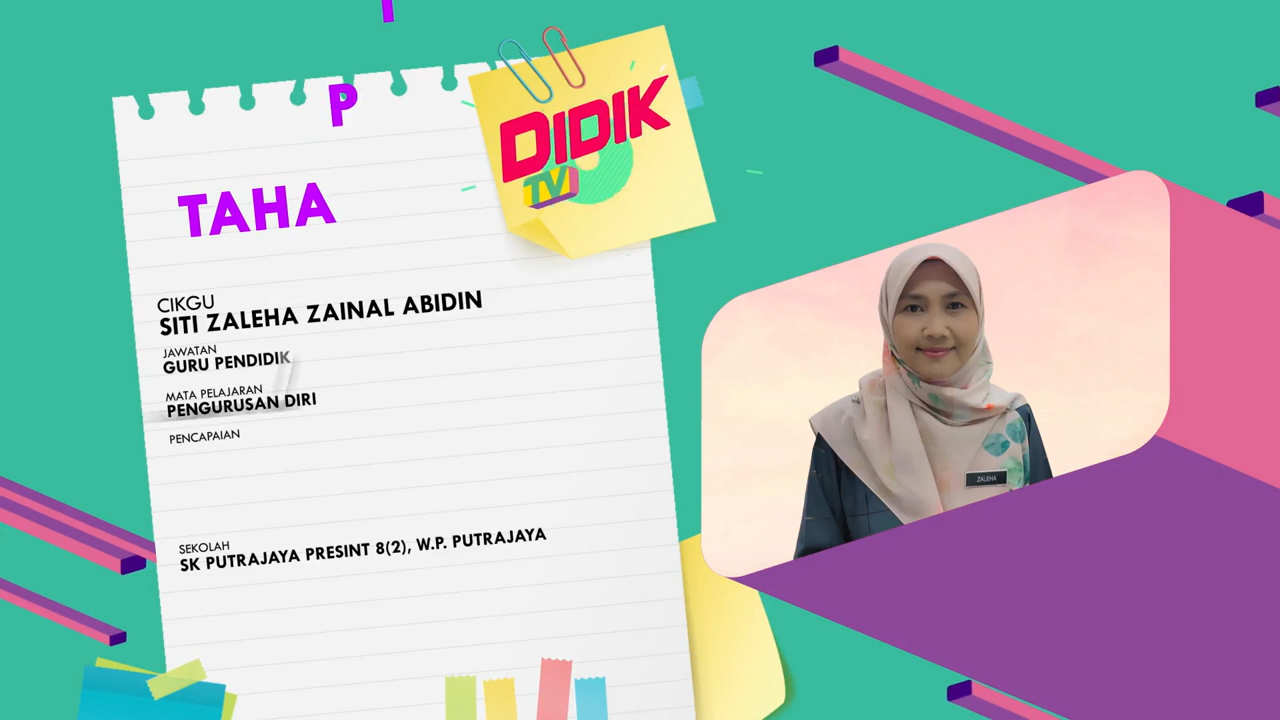 P
TAHA
DIDIK
TV
CIKGU
SITI ZALEHA ZAINAL ABIDIN
JAWATAN
GURU PENDIDIK
MATA PELAJARAN
PENGURUSAN DIRI
PENCAPAIAN
SEKOLAH
SK PUTRAJAYA PRESINT 8(2), W.P. PUTRAJAYA
ZALEHA